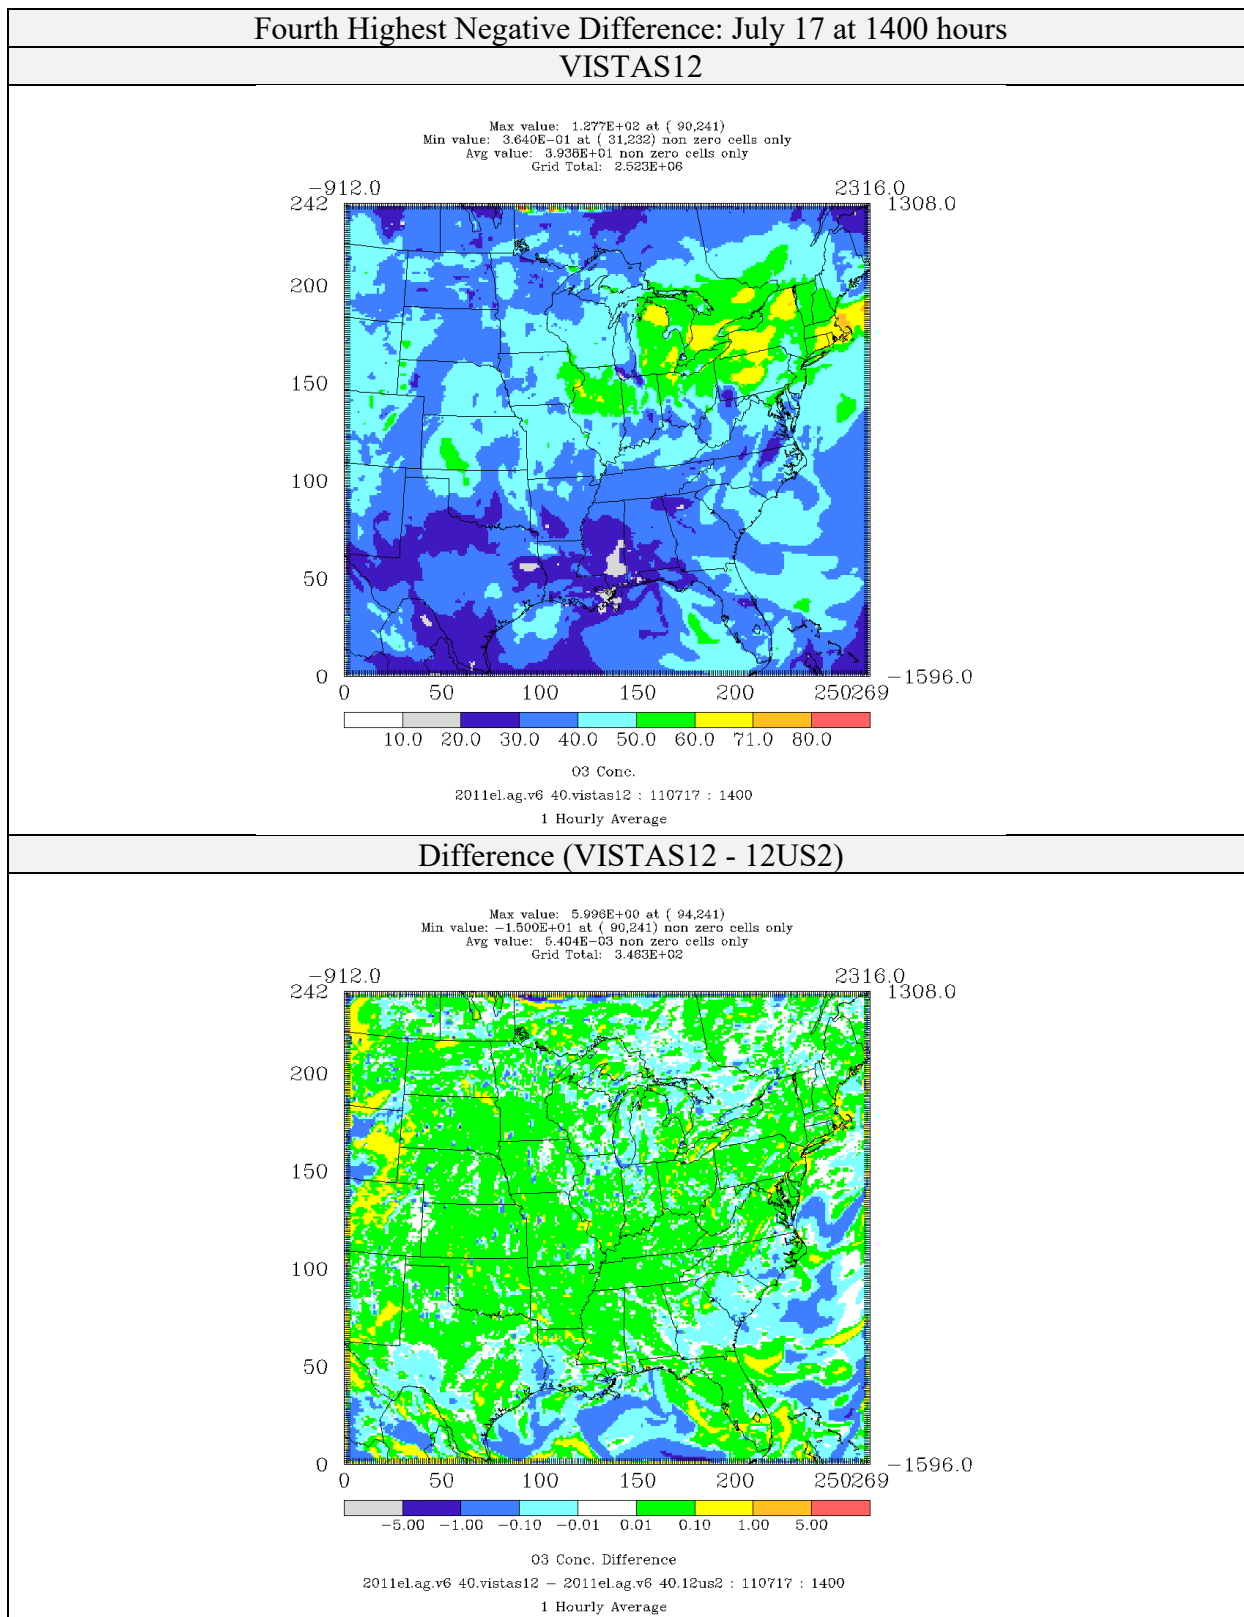 Fourth Highest Negative Difference: July 17 at 1400 hours
VISTAS12
Max value: 1.277E+02 at ( 90,241)
Min value: 3.640E-01 at ( 31,232) non zero cells only
Avg value: 3.936E+01 non zero cells only
Grid Total: 2.523E+06
-912.0 2316.0
242 1308.0
200
150
100
50
0 -1596.0
0 50 100 150 200 250269
10.0 20.0 30.0 40.0 50.0 60.0 71.0 80.0
O3 Conc.
2011el.ag.v6 40.vistas12 : 110717 : 1400
1 Hourly Average
Difference (VISTAS12 - 12US2)
Max value: 5.996E+00 at ( 94,241)
Min value: -1.500E+01 at ( 90,241) non zero cells only
Avg value: 5.404E-03 non zero cells only
Grid Total: 3.463E+02
-912.0 2316.0
242 1308.0
200
150
100
50
0 -1596.0
0 50 100 150 200 250269
-5.00 -1.00 -0.10 -0.01 0.01 0.10 1.00 5.00
O3 Conc. Difference
2011el.ag.v6 40.vistas12 - 2011el.ag.v6 40.12us2 : 110717 : 1400
1 Hourly Average